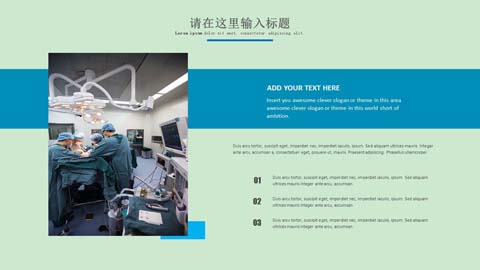 请在这里输入标题
Lorem ipsum dolor sit amet, consectetur adipiscing elit.
ADD YOUR TEXT HERE
Insert you awesome clever slogan or theme in this area
awesome clever slogan or theme in this world short of
ambition.
Duis arcu tortor, suscipit eget, imperdiet nec, imperdiet iaculis, ipsum. Sed aliquam ultrices mauris. Integer
ante arcu, accumsan a, consectetuer eget, posuere ut, mauris. Praesent adipiscing. Phasellus ullamcorper
01
Duis arcu tortor, suscipit eget, imperdiet nec, imperdiet iaculis, ipsum. Sed aliquam
ultrices mauris integer ante arcu, accumsan.
02
Duis arcu tortor, suscipit eget, imperdiet nec, imperdiet iaculis, ipsum. Sed aliquam
ultrices mauris integer ante arcu, accumsan.
03
Duis arcu tortor, suscipit eget, imperdiet nec, imperdiet iaculis, ipsum. Sed aliquam
ultrices mauris integer ante arcu, accumsan.